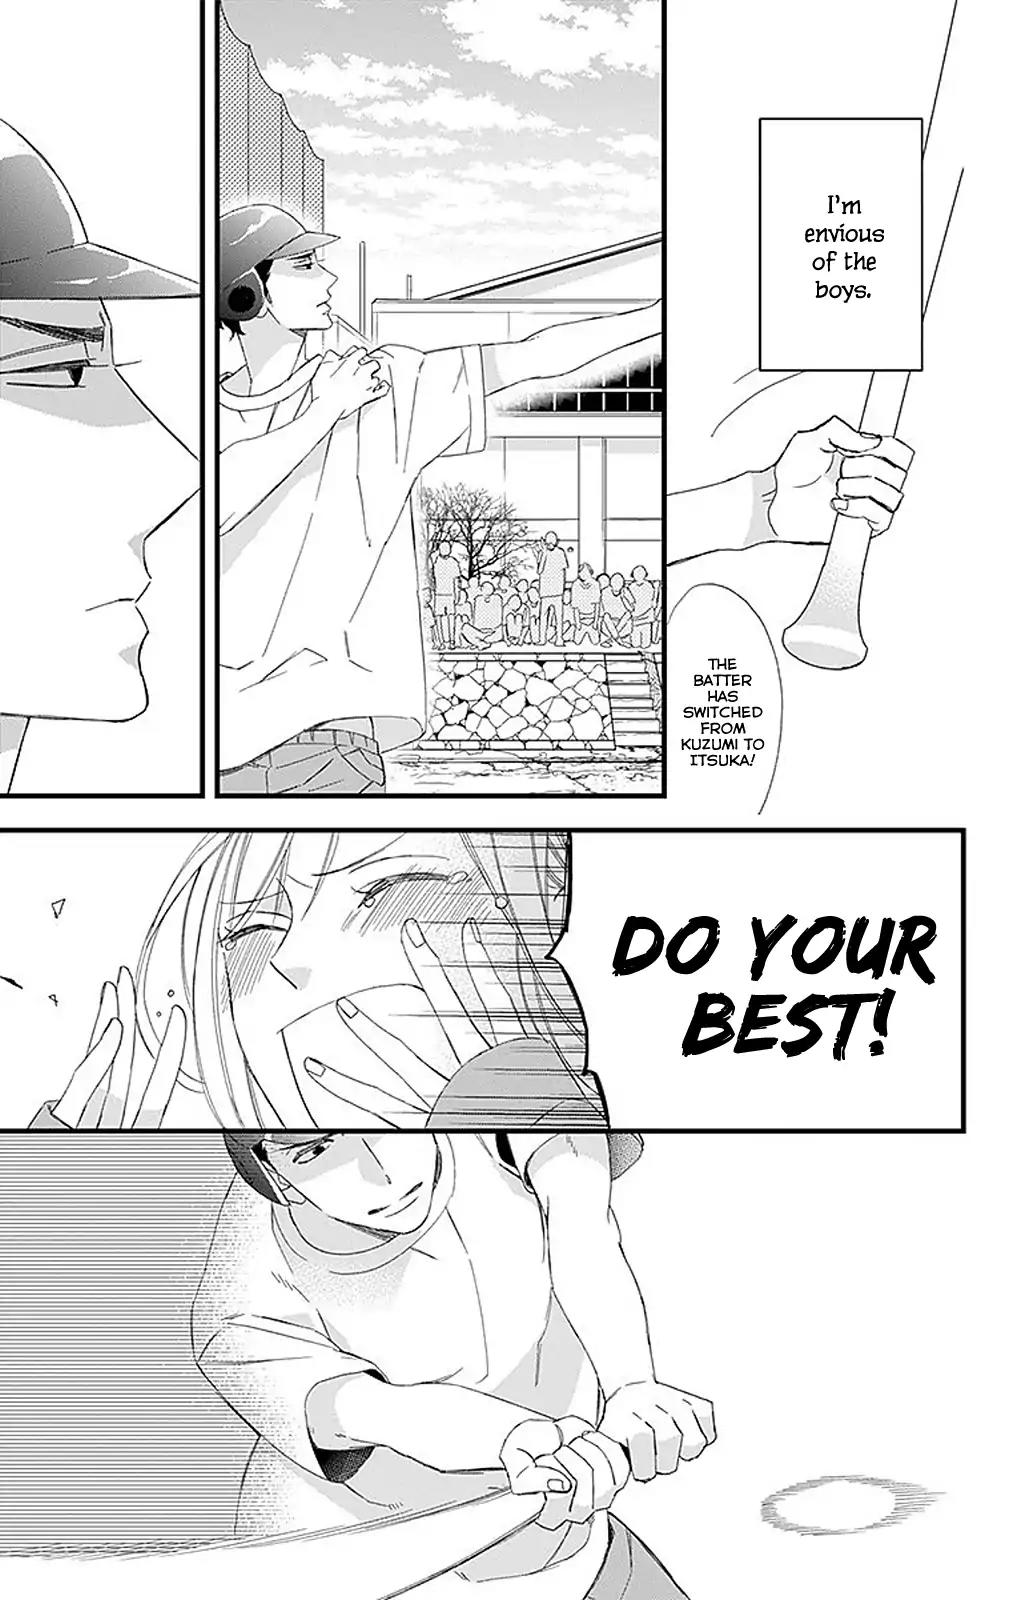 I'm
envious
of the
boys.
THE
BATTER
HAS
SWITCHED
FROM
KUZUMI TO
ITSUKA!
DO YOUR
BEST!